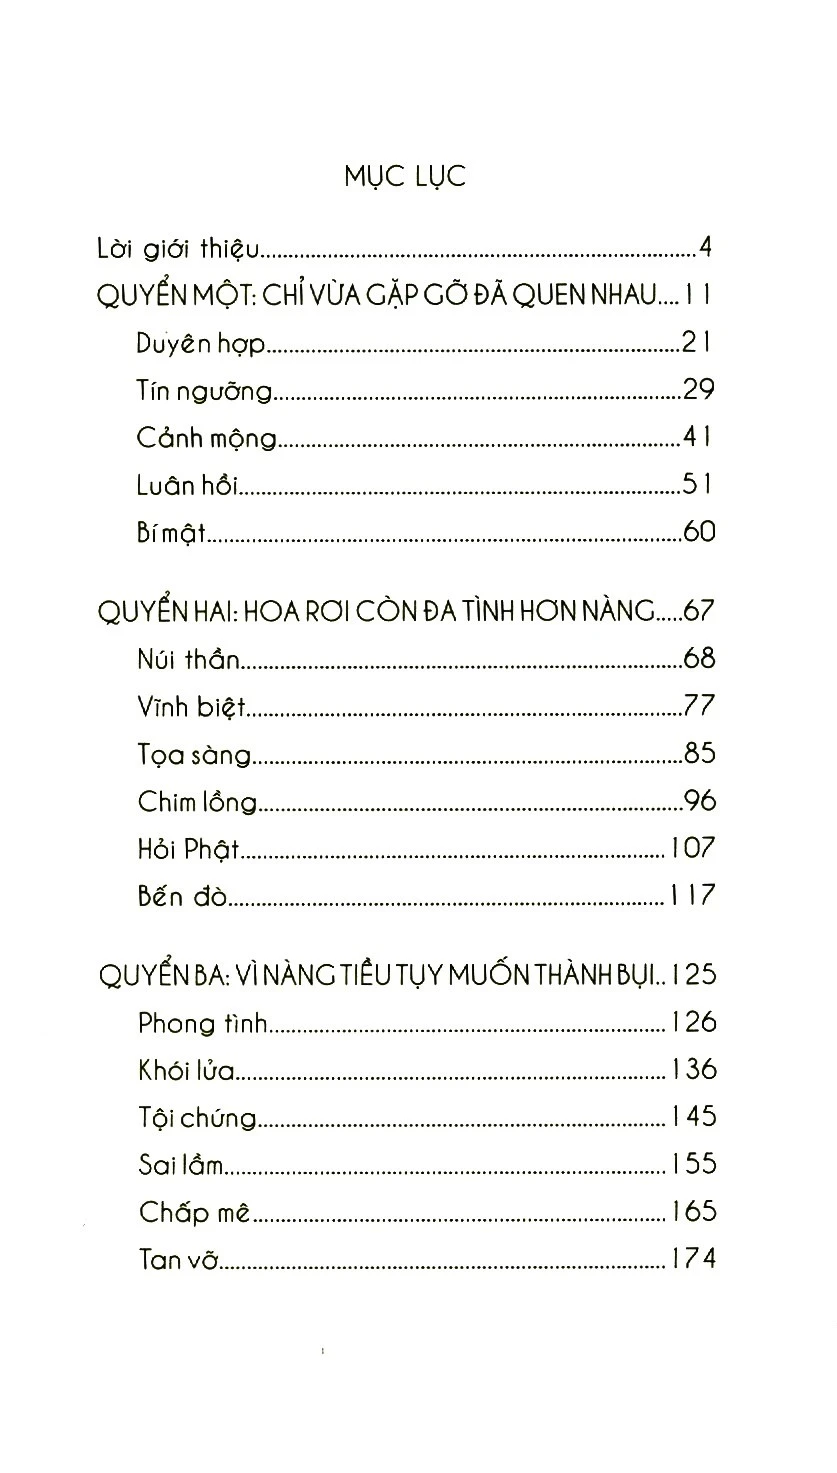 MỤC LỤC
Lời giới thiệu..........4
QUYỂN MỘT: CHỈ VỪA GẶP GỠ ĐÃ QUEN NHAU....11
Duyên hợp..........21
Tín ngưỡng..........29
Cảnh mộng..........41
Luân hồi..........51
Bí mật..........60
QUYỂN HAI: HOA RƠI CÒN ĐA TÌNH HƠN NÀNG.....67
Núi thần..........68
Vĩnh biệt..........77
Tọa sàng..........85
Chim lồng..........96
Hỏi Phật..........107
Bến đò..........117
QUYỂN BA: VÌ NÀNG TIỀU TỤY MUỐN THÀNH BỤI..125
Phong tình..........126
Khói lửa..........136
Tội chứng..........145
Sai lầm..........155
Chấp mê..........165
Tan vỡ..........174